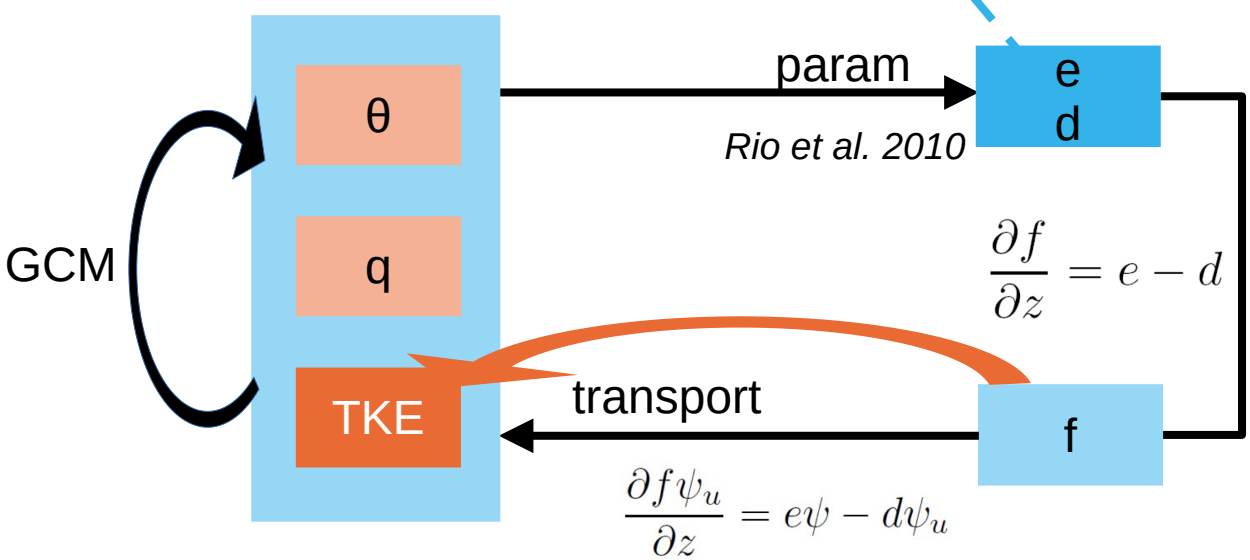 param
e
d
θ
Rio et al. 2010
GCM
q
∂f/∂z = e − d
TKE
transport
f
∂fψ_u/∂z = eψ − dψ_u